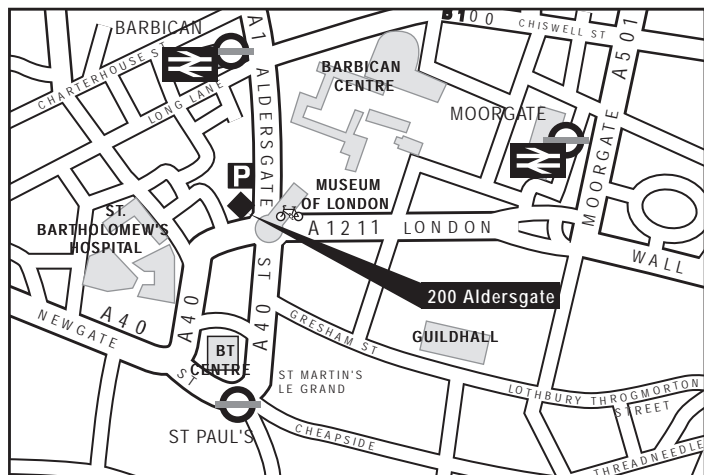 BARBICAN
A1
ALDERSGATE
ST
B100
CHISWELL ST
A501
CHARTERHOUSE ST
LONG LANE
BARBICAN
CENTRE
MOORGATE
MOORGATE
P
MUSEUM
OF LONDON
ST.
BARTHOLOMEW'S
HOSPITAL
A1211 LONDON
WALL
200 Aldersgate
NEWGATE
ST
A40
A40
A40
GRESHAM ST
GUILDHALL
BT
CENTRE
ST MARTIN'S
LE GRAND
LOTHBURY THROGMORTON
STREET
ST PAUL'S
CHEAPSIDE
THREADNEEDLE